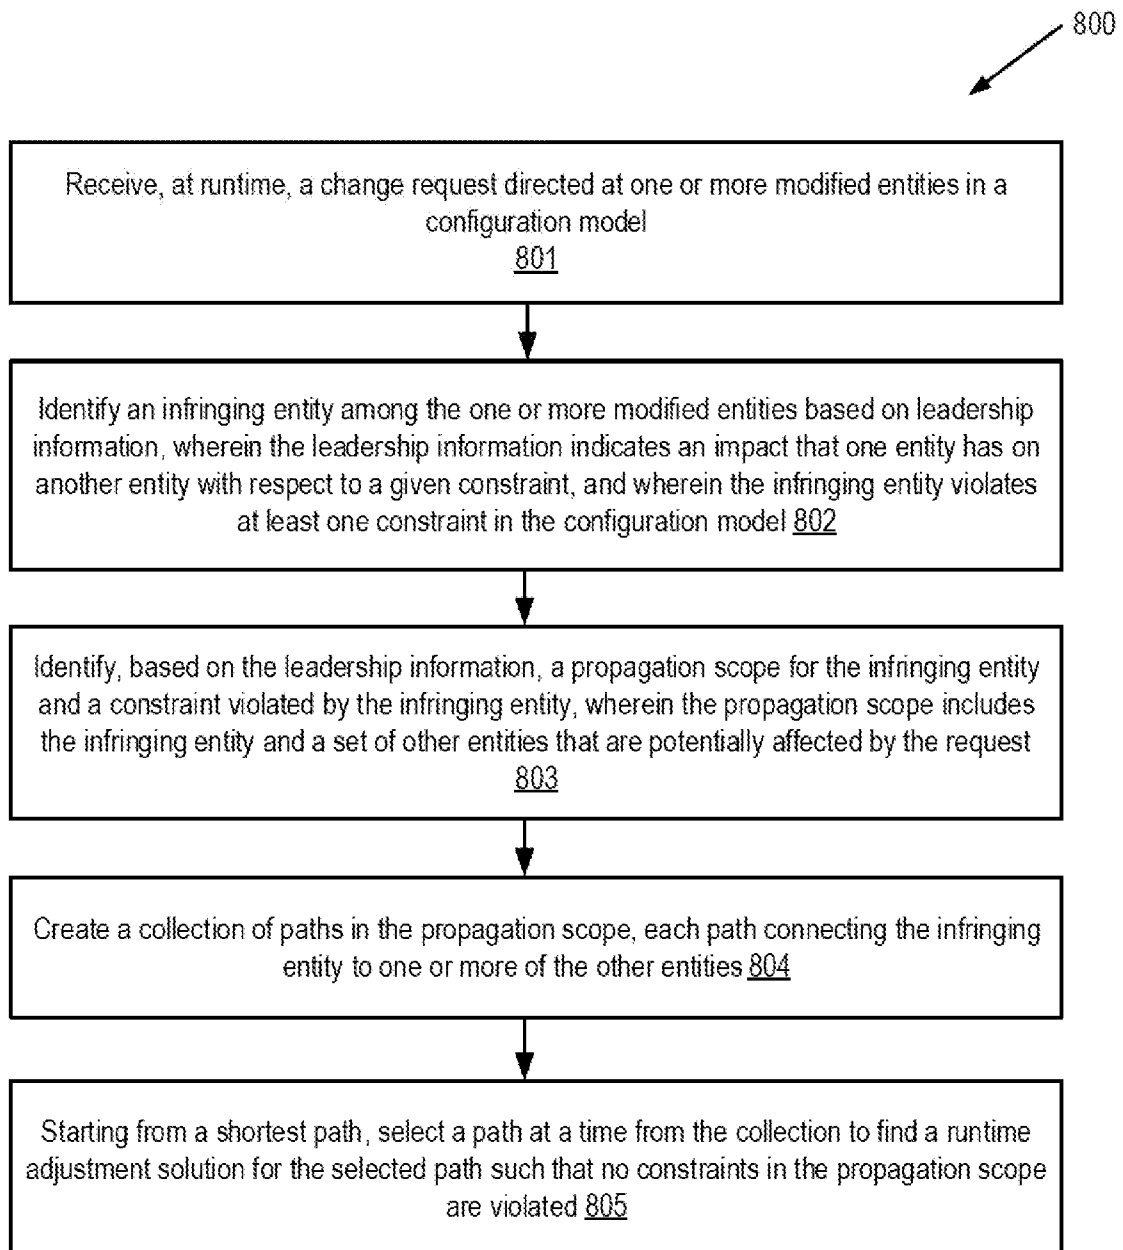 800
Receive, at runtime, a change request directed at one or more modified entities in a
configuration model
801
Identify an infringing entity among the one or more modified entities based on leadership
information, wherein the leadership information indicates an impact that one entity has on
another entity with respect to a given constraint, and wherein the infringing entity violates
at least one constraint in the configuration model 802
Identify, based on the leadership information, a propagation scope for the infringing entity
and a constraint violated by the infringing entity, wherein the propagation scope includes
the infringing entity and a set of other entities that are potentially affected by the request
803
Create a collection of paths in the propagation scope, each path connecting the infringing
entity to one or more of the other entities 804
Starting from a shortest path, select a path at a time from the collection to find a runtime
adjustment solution for the selected path such that no constraints in the propagation scope
are violated 805